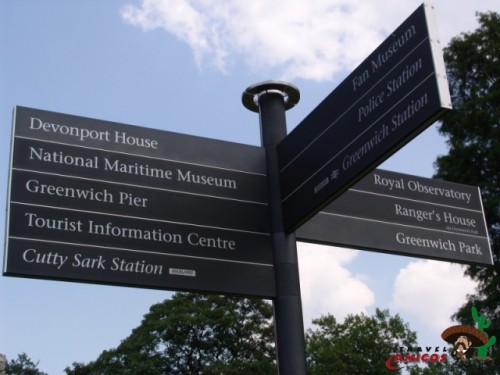 Devonport House
National Maritime Museum
Greenwich Pier
Tourist Information Centre
Cutty Sark Station
Fan Museum
Police Station
Greenwich Station
Royal Observatory
Ranger's House
Greenwich Park
TRAVEL
AMIGOS